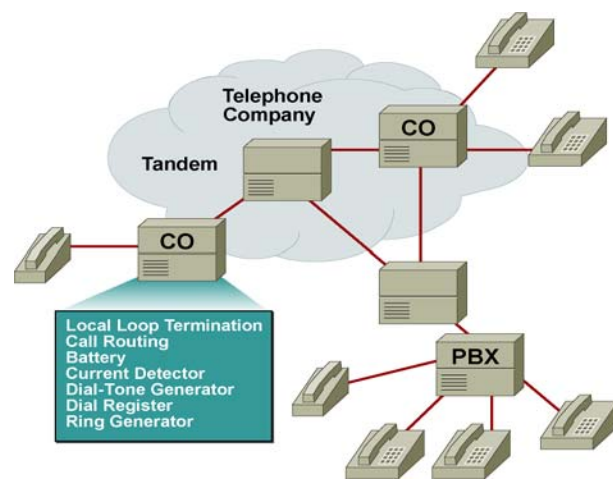 Telephone
Company
CO
Tandem
CO
Local Loop Termination
Call Routing
Battery
Current Detector
Dial-Tone Generator
Dial Register
Ring Generator
PBX